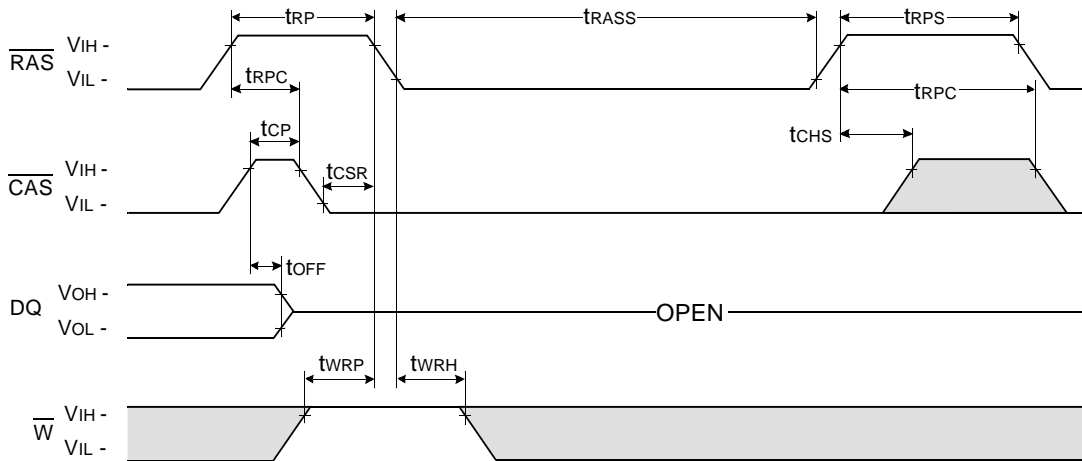 tRP tRASS tRPS
RAS VIH -
VIL -
tRPC tRPC
tCP tCHS
CAS VIH -
VIL -
tCSR
tOFF
DQ VOH -
VOL -
OPEN
tWRP tWRH
W VIH -
VIL -